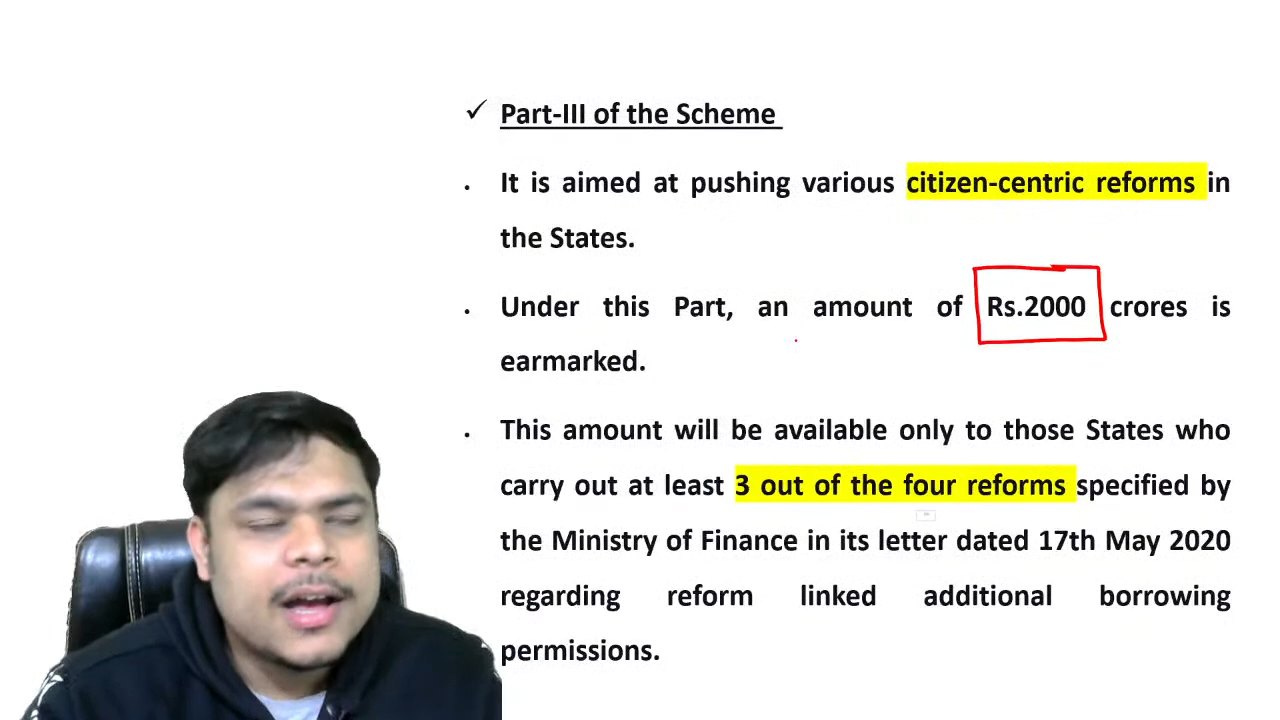 ✓ Part-III of the Scheme
• It is aimed at pushing various citizen-centric reforms in
the States.
• Under this Part, an amount of Rs.2000 crores is
earmarked.
• This amount will be available only to those States who
carry out at least 3 out of the four reforms specified by
the Ministry of Finance in its letter dated 17th May 2020
regarding reform linked additional borrowing
permissions.